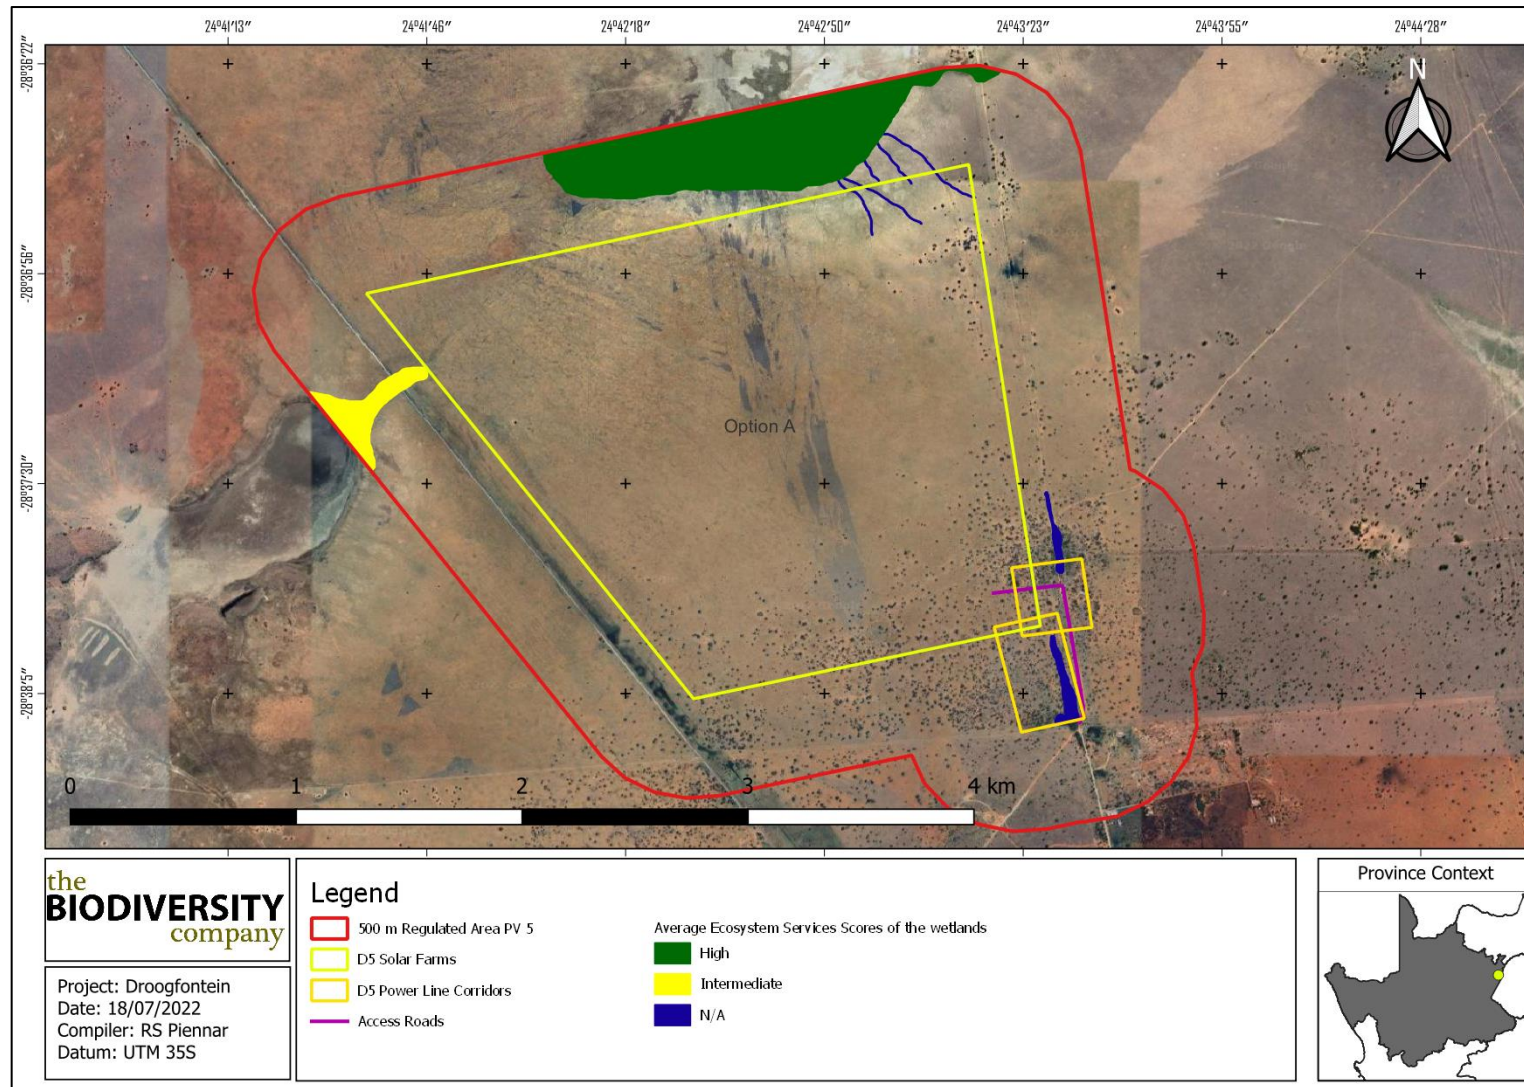 24°41'13" 24°41'46" 24°42'18" 24°42'50" 24°43'23" 24°43'55" 24°44'28"
-28°36'22"
-28°36'56"
-28°37'30"
-28°38'5"
N
Option A
0 1 2 3 4 km
the
BIODIVERSITY
company
Project: Droogfontein
Date: 18/07/2022
Compiler: RS Piennar
Datum: UTM 35S
Legend
500 m Regulated Area PV 5
D5 Solar Farms
D5 Power Line Corridors
Access Roads
Average Ecosystem Services Scores of the wetlands
High
Intermediate
N/A
Province Context